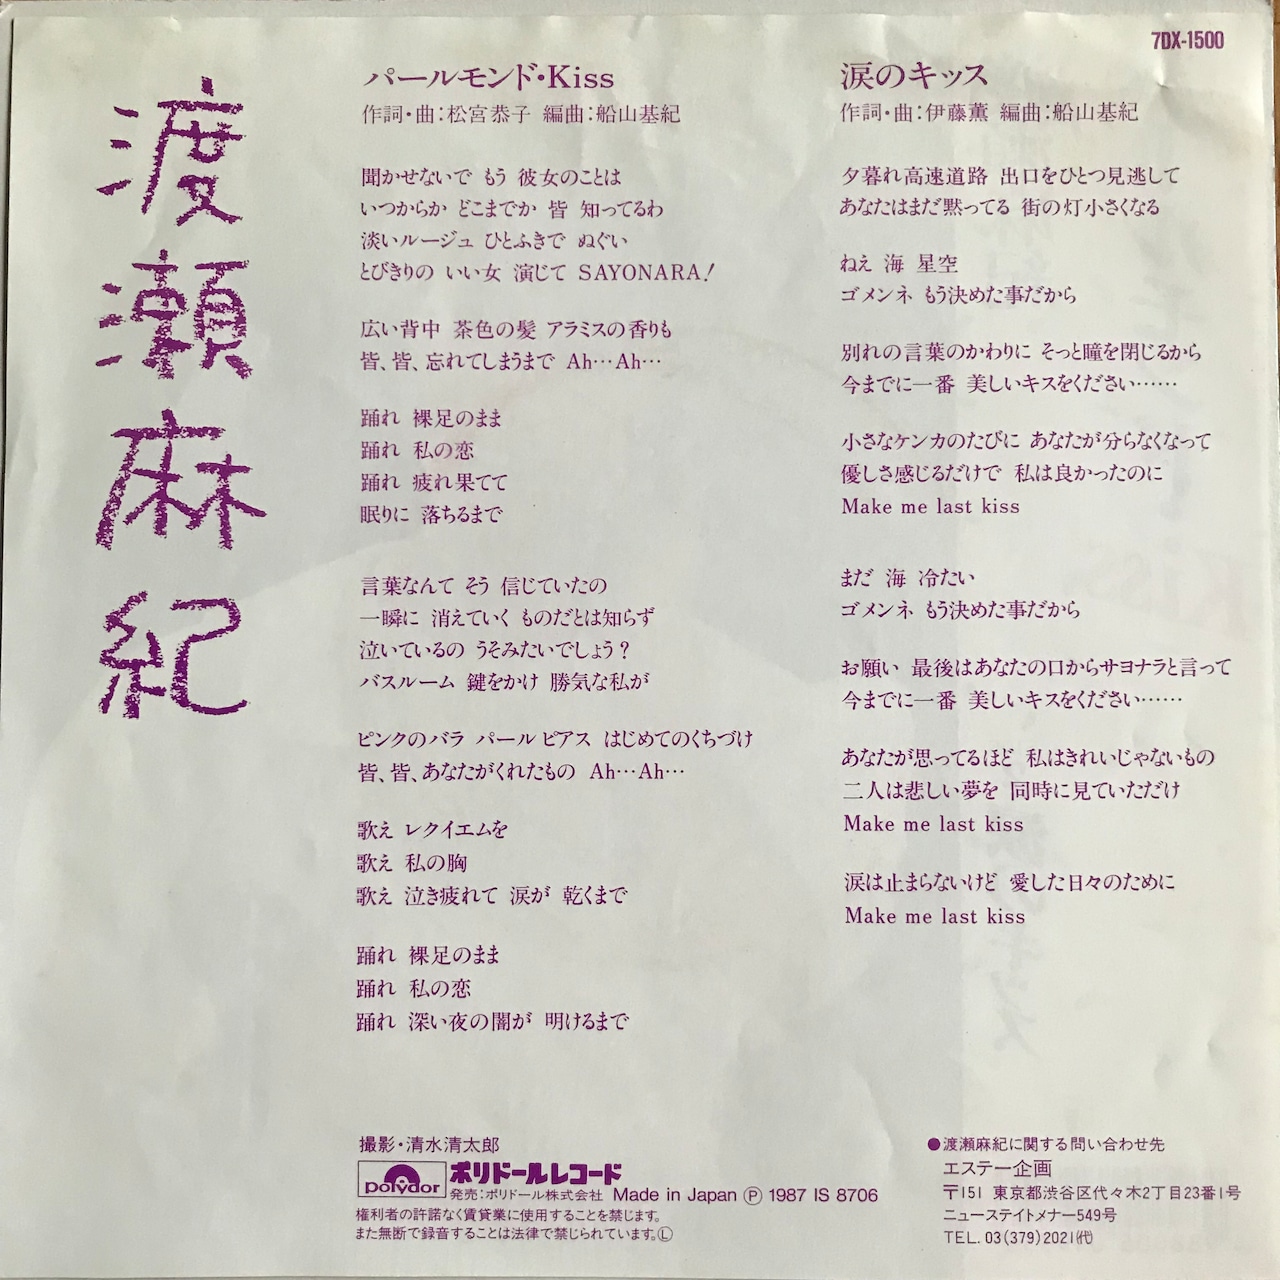 7DX-1500
渡瀬麻紀
パールモンド・Kiss
作詞・曲：松宮恭子 編曲：船山基紀
聞かせないで もう 彼女のことは
いつからか どこまでか 皆 知ってるわ
淡いルージュ ひとふきで ぬぐい
とびきりの いい女 演じて SAYONARA！
広い背中 茶色の髪 アラミスの香りも
皆、皆、忘れてしまうまで Ah…Ah…
踊れ 裸足のまま
踊れ 私の恋
踊れ 疲れ果てて
眠りに 落ちるまで
言葉なんて そう 信じていたの
一瞬に 消えていく ものだとは知らず
泣いているの うそみたいでしょう？
バスルーム 鍵をかけ 勝気な私が
ピンクのバラ パールピアス はじめてのくちづけ
皆、皆、あなたがくれたもの Ah…Ah…
歌え レクイエムを
歌え 私の胸
歌え 泣き疲れて 涙が 乾くまで
踊れ 裸足のまま
踊れ 私の恋
踊れ 深い夜の闇が 明けるまで
涙のキッス
作詞・曲：伊藤薫 編曲：船山基紀
夕暮れ高速道路 出口をひとつ見逃して
あなたはまだ黙ってる 街の灯小さくなる
ねえ 海 星空
ゴメンネ もう決めた事だから
別れの言葉のかわりに そっと瞳を閉じるから
今までに一番 美しいキスをください……
小さなケンカのたびに あなたが分らなくなって
優しさ感じるだけで 私は良かったのに
Make me last kiss
まだ 海 冷たい
ゴメンネ もう決めた事だから
お願い 最後はあなたの口からサヨナラと言って
今までに一番 美しいキスをください……
あなたが思ってるほど 私はきれいじゃないもの
二人は悲しい夢を 同時に見ていただけ
Make me last kiss
涙は止まらないけど 愛した日々のために
Make me last kiss
撮影・清水清太郎
polydor ポリドールレコード
発売：ポリドール株式会社 Made in Japan Ⓟ 1987 IS 8706
権利者の許諾なく賃貸業に使用することを禁じます。
また無断で録音することは法律で禁じられています。Ⓛ
●渡瀬麻紀に関する問い合わせ先
エステー企画
〒151 東京都渋谷区代々木2丁目23番1号
ニューステイトメナー549号
TEL. 03(379)2021㈹